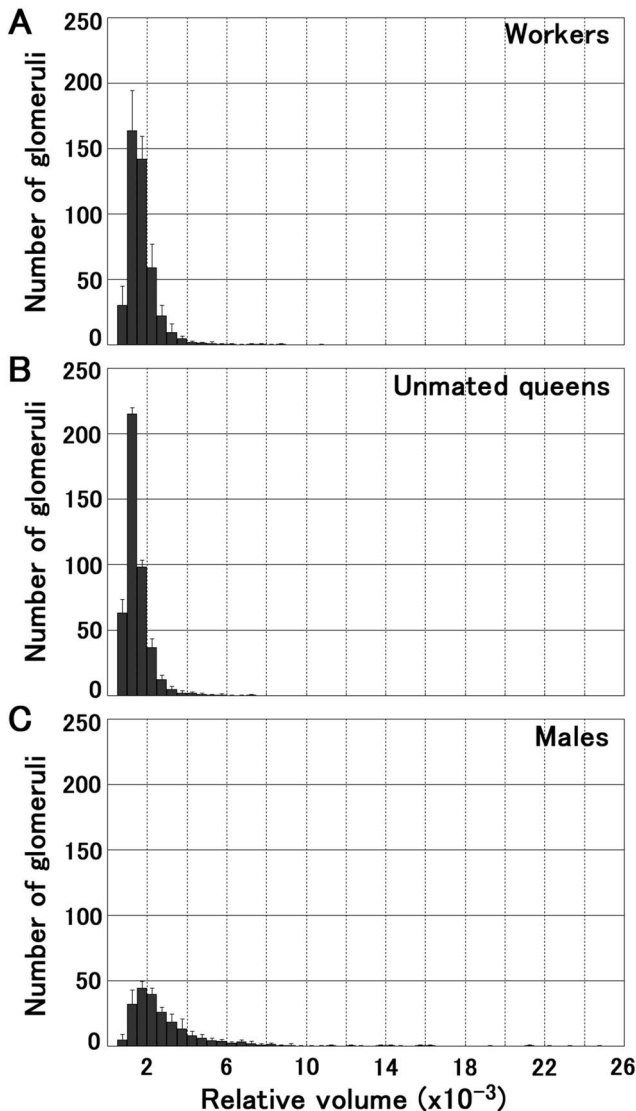 A
Workers
Number of glomeruli
250
200
150
100
50
0
B
Unmated queens
Number of glomeruli
250
200
150
100
50
0
C
Males
Number of glomeruli
250
200
150
100
50
0
2 6 10 14 18 22 26
Relative volume (x10⁻³)